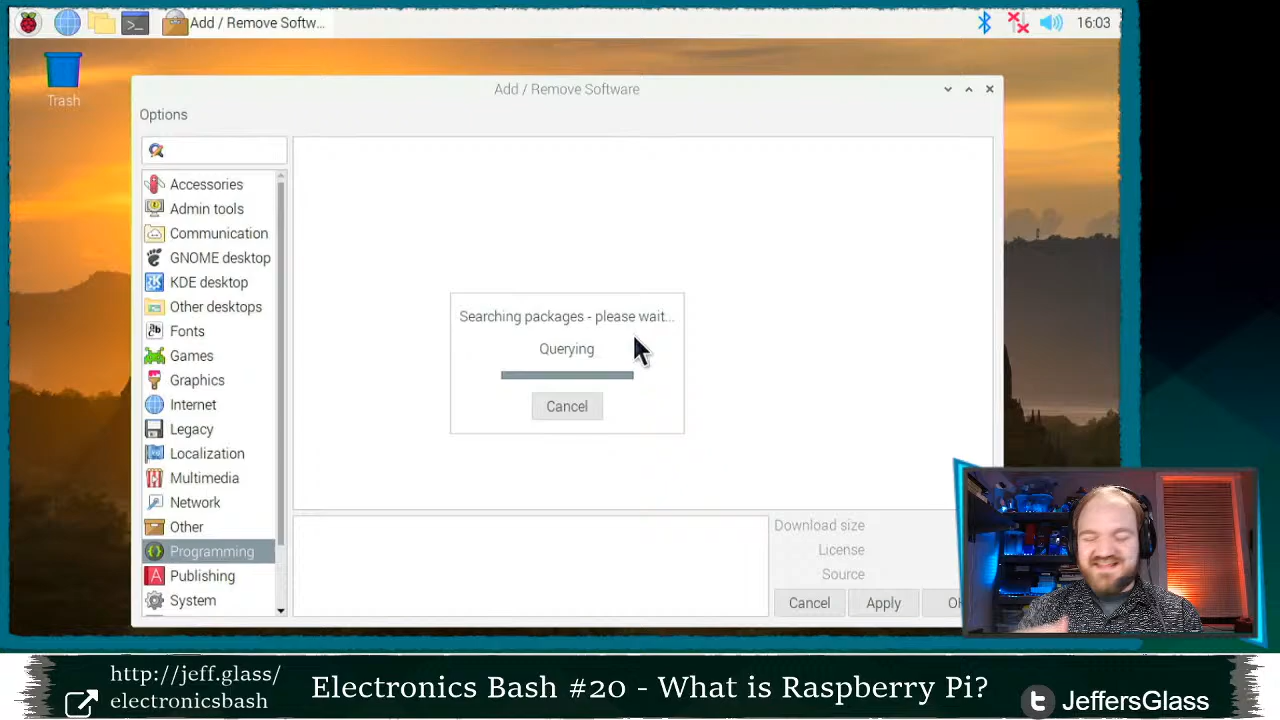 Add / Remove Softw...
16:03
Trash
Add / Remove Software
Options
Accessories
Admin tools
Communication
GNOME desktop
KDE desktop
Other desktops
Fonts
Games
Graphics
Internet
Legacy
Localization
Multimedia
Network
Other
Programming
Publishing
System
Searching packages - please wait...
Querying
Cancel
Download size
License
Source
Cancel
Apply
http://jeff.glass/
electronicsbash
Electronics Bash #20 - What is Raspberry Pi?
JeffersGlass